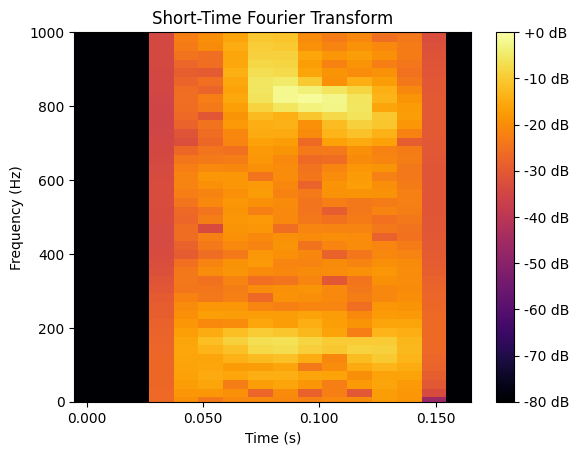 Short-Time Fourier Transform
1000
800
600
400
200
0
Frequency (Hz)
0.000
0.050
0.100
0.150
Time (s)
+0 dB
-10 dB
-20 dB
-30 dB
-40 dB
-50 dB
-60 dB
-70 dB
-80 dB